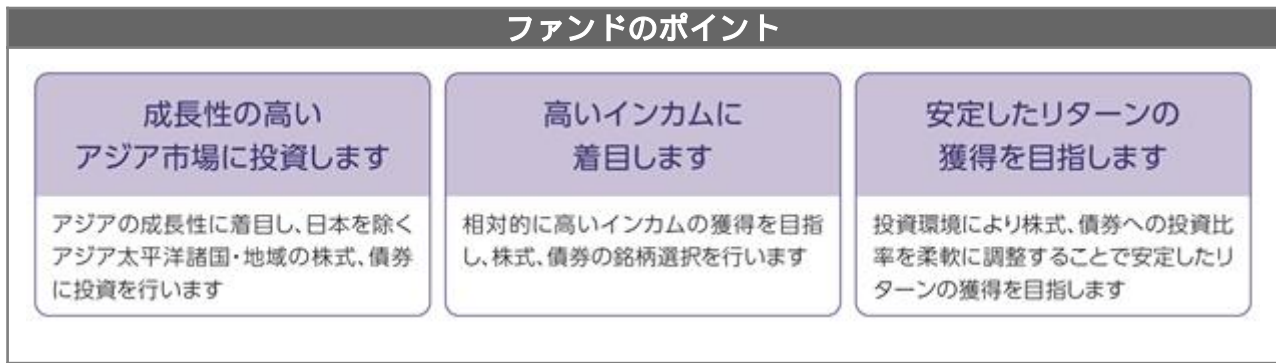 ファンドのポイント
成長性の高い
アジア市場に投資します
アジアの成長性に着目し、日本を除く
アジア太平洋諸国・地域の株式、債券
に投資を行います
高いインカムに
着目します
相対的に高いインカムの獲得を目指
し、株式、債券の銘柄選択を行います
安定したリターンの
獲得を目指します
投資環境により株式、債券への投資比
率を柔軟に調整することで安定したリ
ターンの獲得を目指します